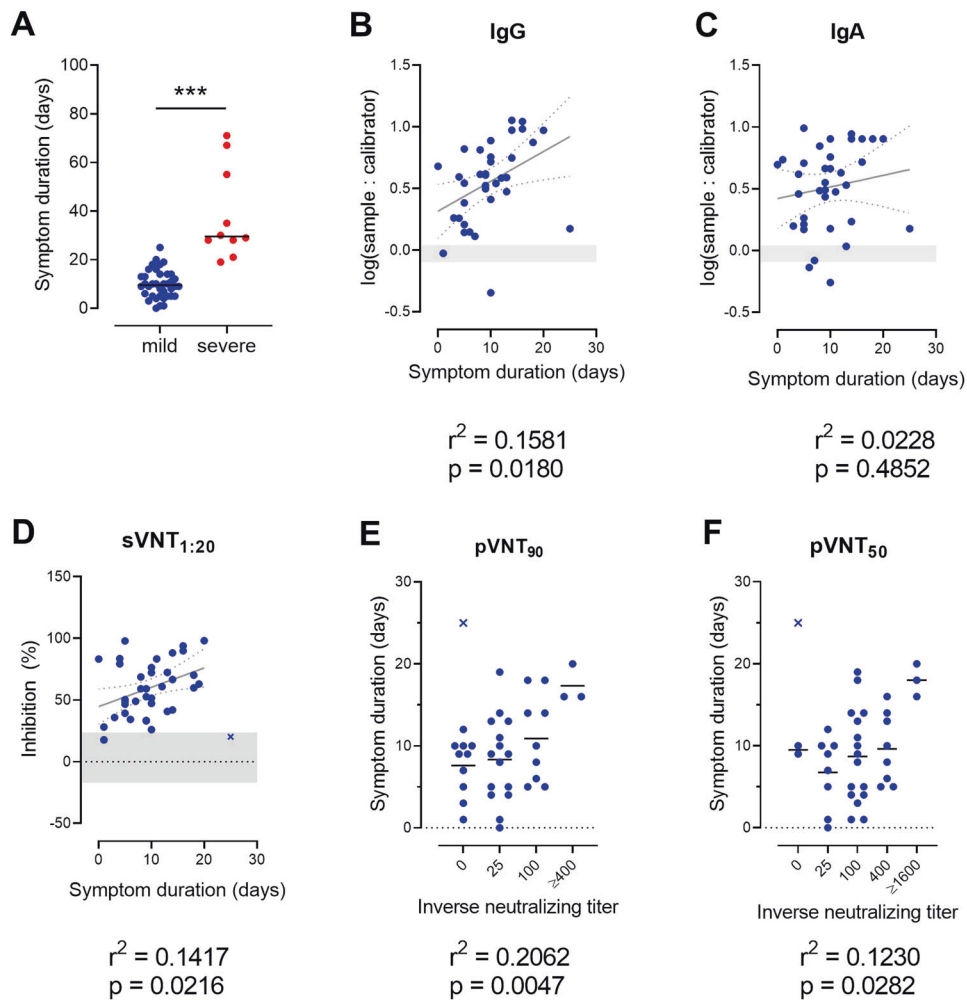 A
Symptom duration (days)
100
80
60
40
20
0
***
mild severe
B
IgG
log(sample : calibrator)
1.5
1.0
0.5
0.0
-0.5
0 10 20 30
Symptom duration (days)
r² = 0.1581
p = 0.0180
C
IgA
log(sample : calibrator)
1.5
1.0
0.5
0.0
-0.5
0 10 20 30
Symptom duration (days)
r² = 0.0228
p = 0.4852
D
sVNT₁:₂₀
Inhibition (%)
150
100
50
0
-50
0 10 20 30
Symptom duration (days)
r² = 0.1417
p = 0.0216
E
pVNT₉₀
Symptom duration (days)
30
20
10
0
0 25 100 ≥400
Inverse neutralizing titer
r² = 0.2062
p = 0.0047
F
pVNT₅₀
Symptom duration (days)
30
20
10
0
0 25 100 400 ≥1600
Inverse neutralizing titer
r² = 0.1230
p = 0.0282